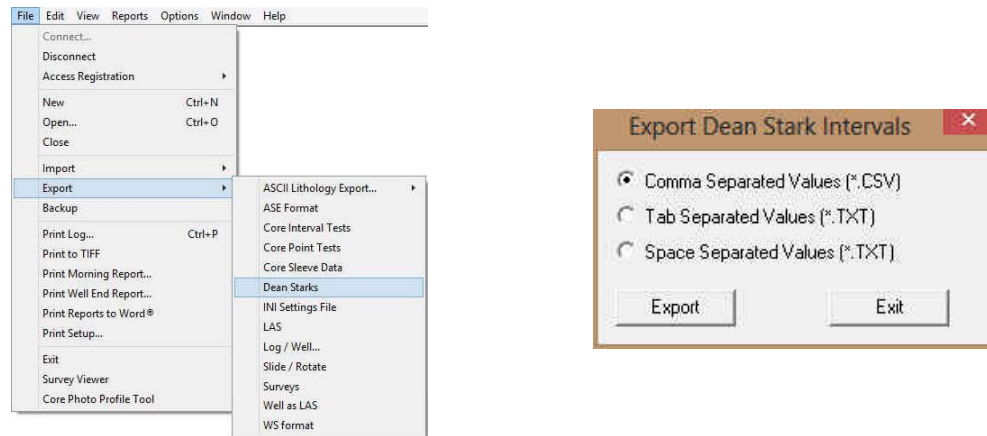 File Edit View Reports Options Window Help
Connect...
Disconnect
Access Registration
New Ctrl+N
Open... Ctrl+O
Close
Import
Export
Backup
Print Log... Ctrl+P
Print to TIFF
Print Morning Report...
Print Well End Report...
Print Reports to Word®
Print Setup...
Exit
Survey Viewer
Core Photo Profile Tool
ASCII Lithology Export...
ASE Format
Core Interval Tests
Core Point Tests
Core Sleeve Data
Dean Starks
INI Settings File
LAS
Log / Well...
Slide / Rotate
Surveys
Well as LAS
WS format
Export Dean Stark Intervals
Comma Separated Values (*.CSV)
Tab Separated Values (*.TXT)
Space Separated Values (*.TXT)
Export Exit